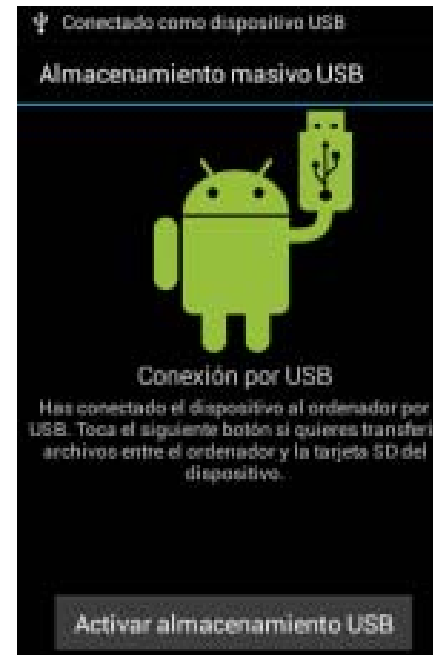 Conectado como dispositivo USB
Almacenamiento masivo USB
Conexión por USB
Has conectado el dispositivo al ordenador por
USB. Toca el siguiente botón si quieres transferi
archivos entre el ordenador y la tarjeta SD del
dispositivo.
Activar almacenamiento USB